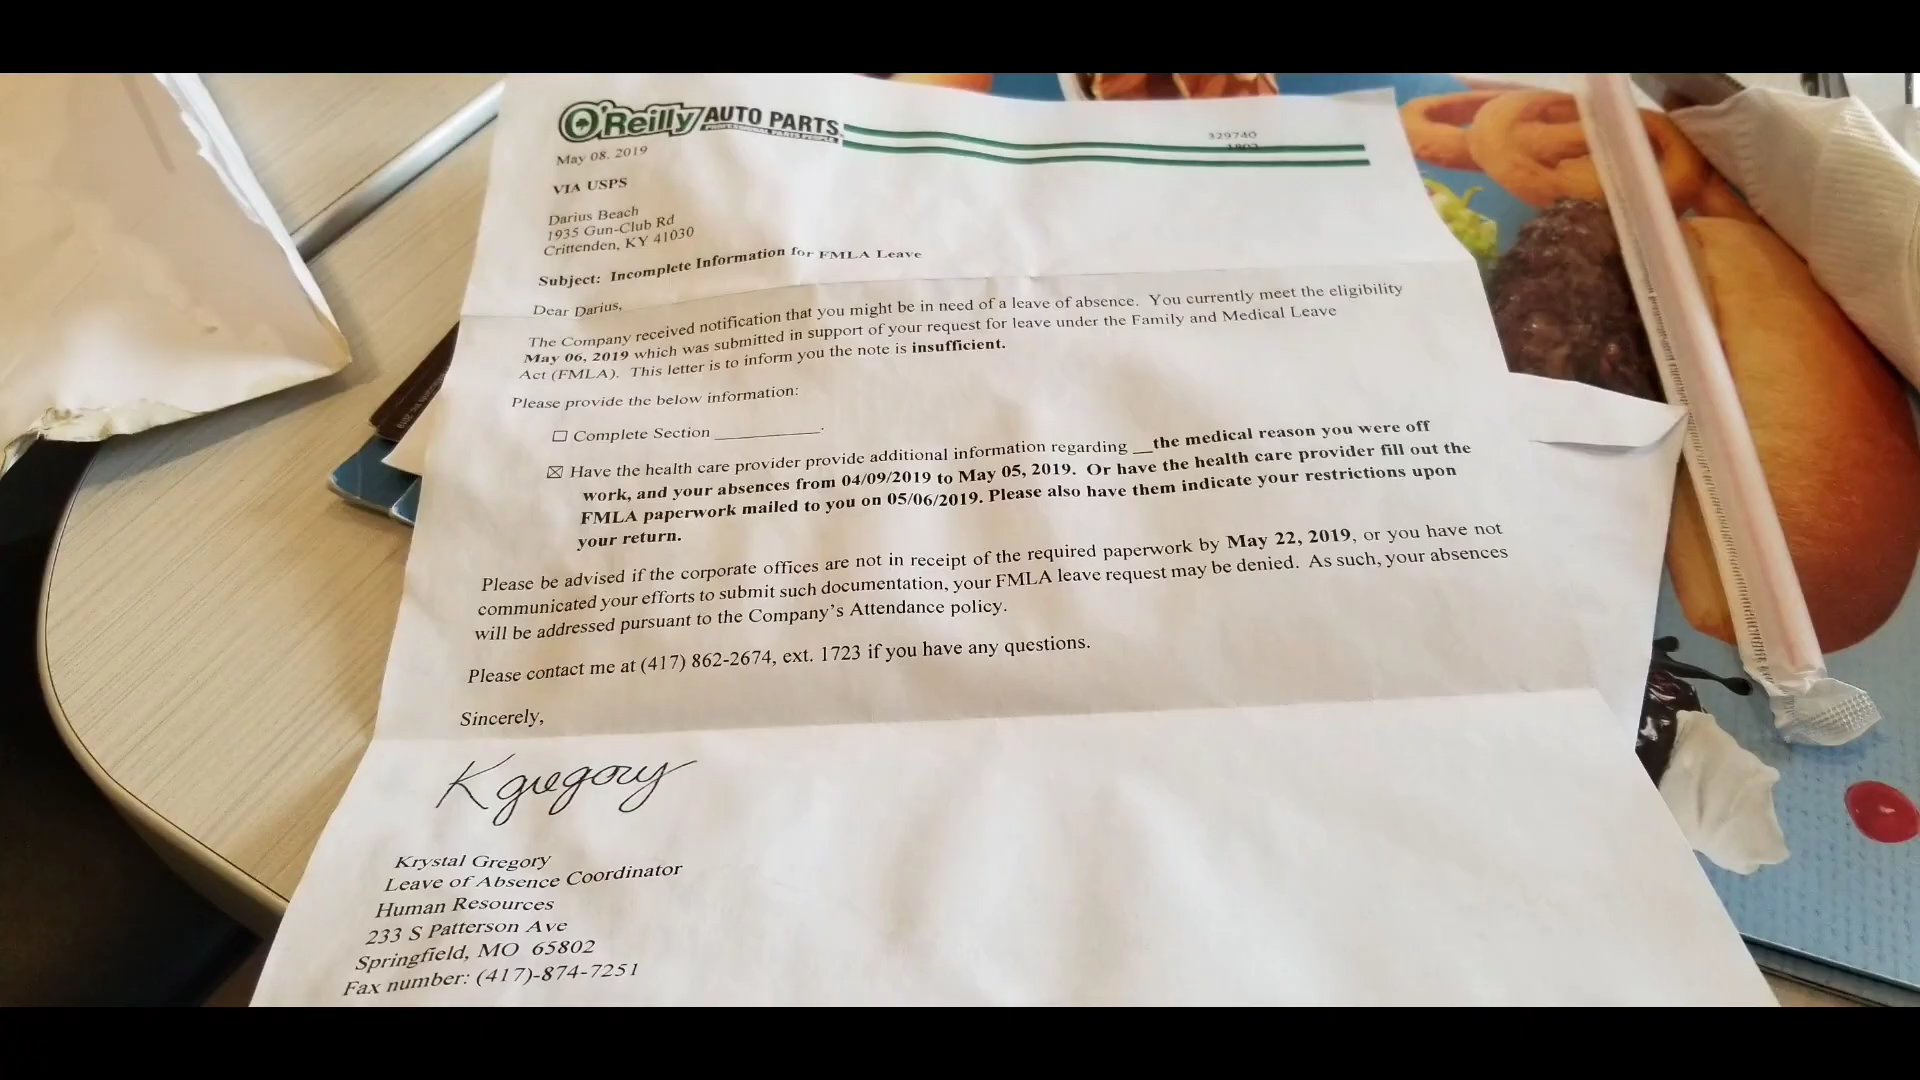 O'Reilly AUTO PARTS
PROFESSIONAL PARTS PEOPLE
329740
May 08, 2019
VIA USPS
Darius Beach
1935 Gun-Club Rd
Crittenden, KY 41030
Subject: Incomplete Information for FMLA Leave
Dear Darius,
The Company received notification that you might be in need of a leave of absence. You currently meet the eligibility
May 06, 2019 which was submitted in support of your request for leave under the Family and Medical Leave
Act (FMLA). This letter is to inform you the note is insufficient.
Please provide the below information:
☐ Complete Section __________.
☒ Have the health care provider provide additional information regarding __the medical reason you were off
work, and your absences from 04/09/2019 to May 05, 2019. Or have the health care provider fill out the
FMLA paperwork mailed to you on 05/06/2019. Please also have them indicate your restrictions upon
your return.
Please be advised if the corporate offices are not in receipt of the required paperwork by May 22, 2019, or you have not
communicated your efforts to submit such documentation, your FMLA leave request may be denied. As such, your absences
will be addressed pursuant to the Company's Attendance policy.
Please contact me at (417) 862-2674, ext. 1723 if you have any questions.
Sincerely,
K gregory
Krystal Gregory
Leave of Absence Coordinator
Human Resources
233 S Patterson Ave
Springfield, MO 65802
Fax number: (417)-874-7251